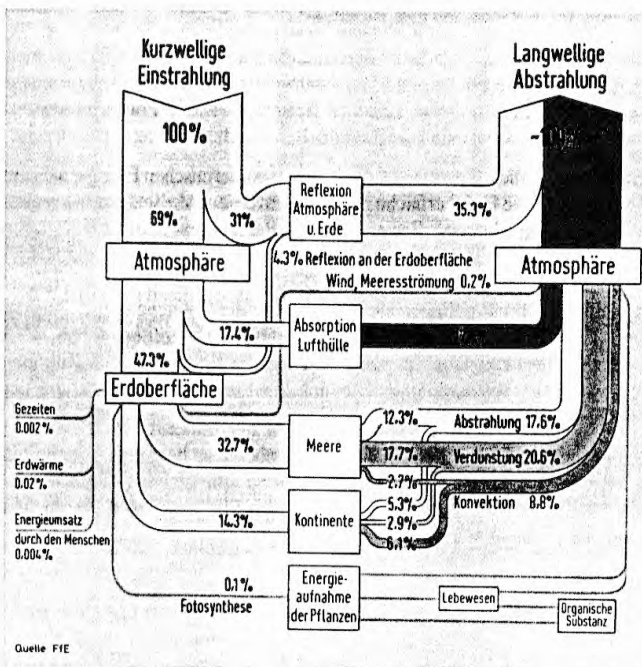 Kurzwellige
Einstrahlung
Langwellige
Abstrahlung
100%
69%
31%
Reflexion
Atmosphäre
u. Erde
35.3%
Atmosphäre
Atmosphäre
4.3% Reflexion an der Erdoberfläche
Wind, Meeresströmung 0,2%
17.4%
Absorption
Lufthülle
47.3%
Erdoberfläche
Gezeiten
0.002%
Erdwärme
0.02%
Energieumsatz
durch den Menschen
0.004%
32.7%
Meere
12.3%
Abstrahlung 17.6%
17.7%
Verdunstung 20.6%
2.7%
Konvektion 8,8%
14.3%
Kontinente
5.3%
2.9%
6.1%
0.1%
Fotosynthese
Energie-
aufnahme
der Pflanzen
Lebewesen
Organische
Substanz
Quelle FfE